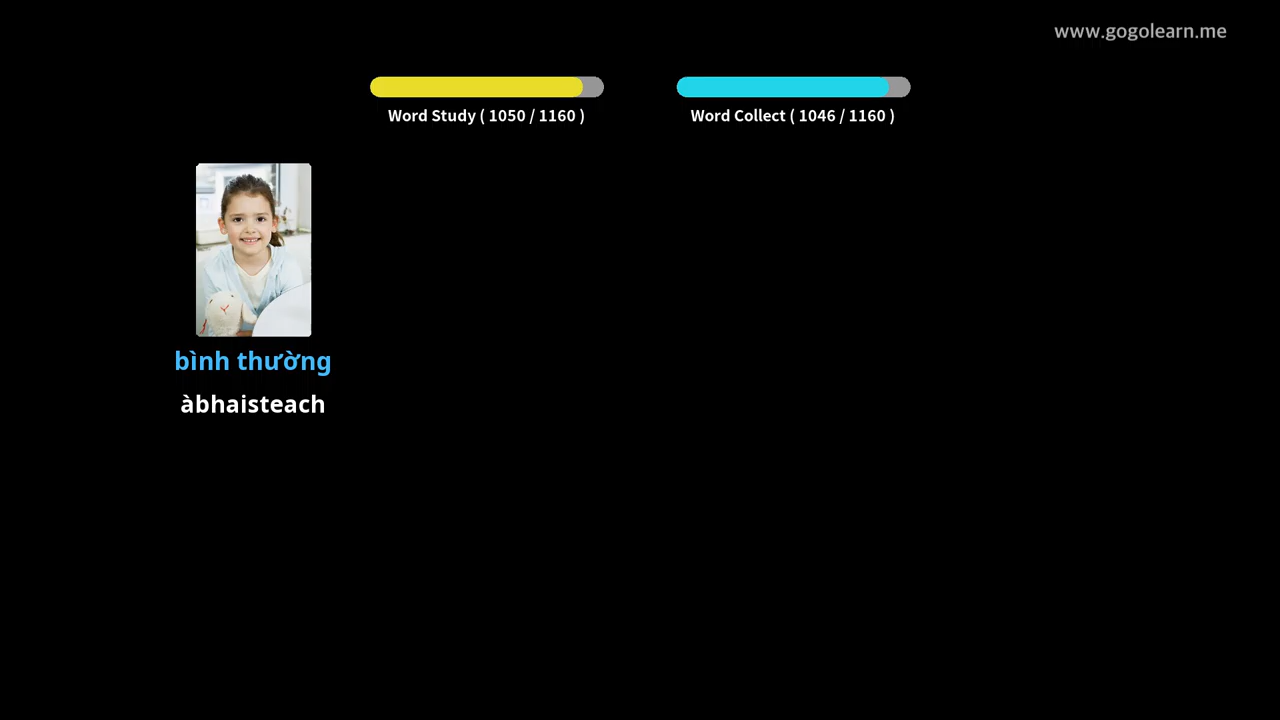 www.gogolearn.me
Word Study ( 1050 / 1160 )
Word Collect ( 1046 / 1160 )
bình thường
àbhaisteach